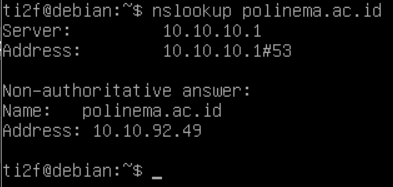 ti2f@debian:~$ nslookup polinema.ac.id
Server:         10.10.10.1
Address:        10.10.10.1#53

Non-authoritative answer:
Name:   polinema.ac.id
Address: 10.10.92.49

ti2f@debian:~$ _